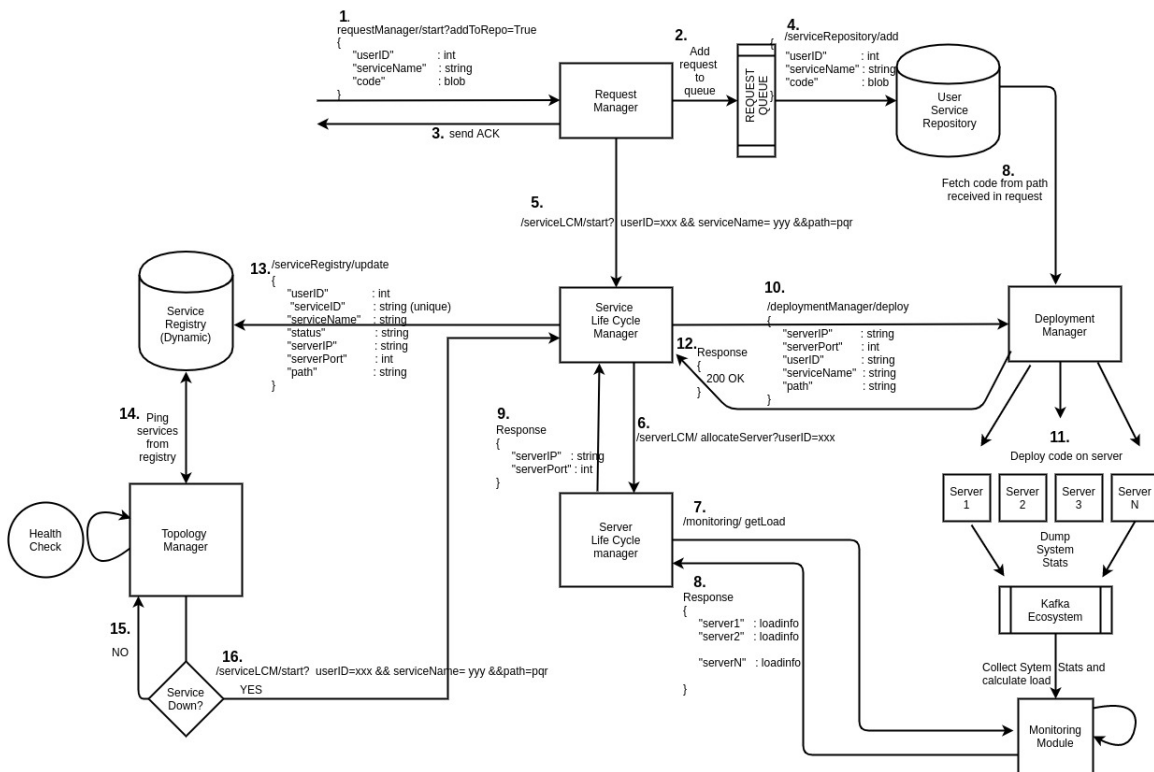 1.
requestManager/start?addToRepo=True
{
"userID" : int
"serviceName" : string
"code" : blob
}
3. send ACK
Request
Manager
2.
Add
request
to
queue
REQUEST
QUEUE
4.
/serviceRepository/add
{
"userID" : int
"serviceName" : string
"code" : blob
}
User
Service
Repository
8.
Fetch code from path
received in request
5.
/serviceLCM/start? userID=xxx && serviceName= yyy &&path=pqr
Service
Registry
(Dynamic)
13.
/serviceRegistry/update
{
"userID" : int
"serviceID" : string (unique)
"serviceName" : string
"status" : string
"serverIP" : string
"serverPort" : int
"path" : string
}
Service
Life Cycle
Manager
10.
/deploymentManager/deploy
{
"serverIP" : string
"serverPort" : int
"userID" : string
"serviceName" : string
"path" : string
}
12.
Response
{
200 OK
}
Deployment
Manager
14. Ping
services
from
registry
9.
Response
{
"serverIP" : string
"serverPort" : int
}
6.
/serverLCM/ allocateServer?userID=xxx
11.
Deploy code on server
Server
1
Server
2
Server
3
Server
N
Health
Check
Topology
Manager
Server
Life Cycle
manager
7.
/monitoring/ getLoad
8.
Response
{
"server1" : loadinfo
"server2" : loadinfo
"serverN" : loadinfo
}
Dump
System
Stats
Kafka
Ecosystem
Collect Sytem Stats and
calculate load
Monitoring
Module
15.
NO
16.
/serviceLCM/start? userID=xxx && serviceName= yyy &&path=pqr
YES
Service
Down?